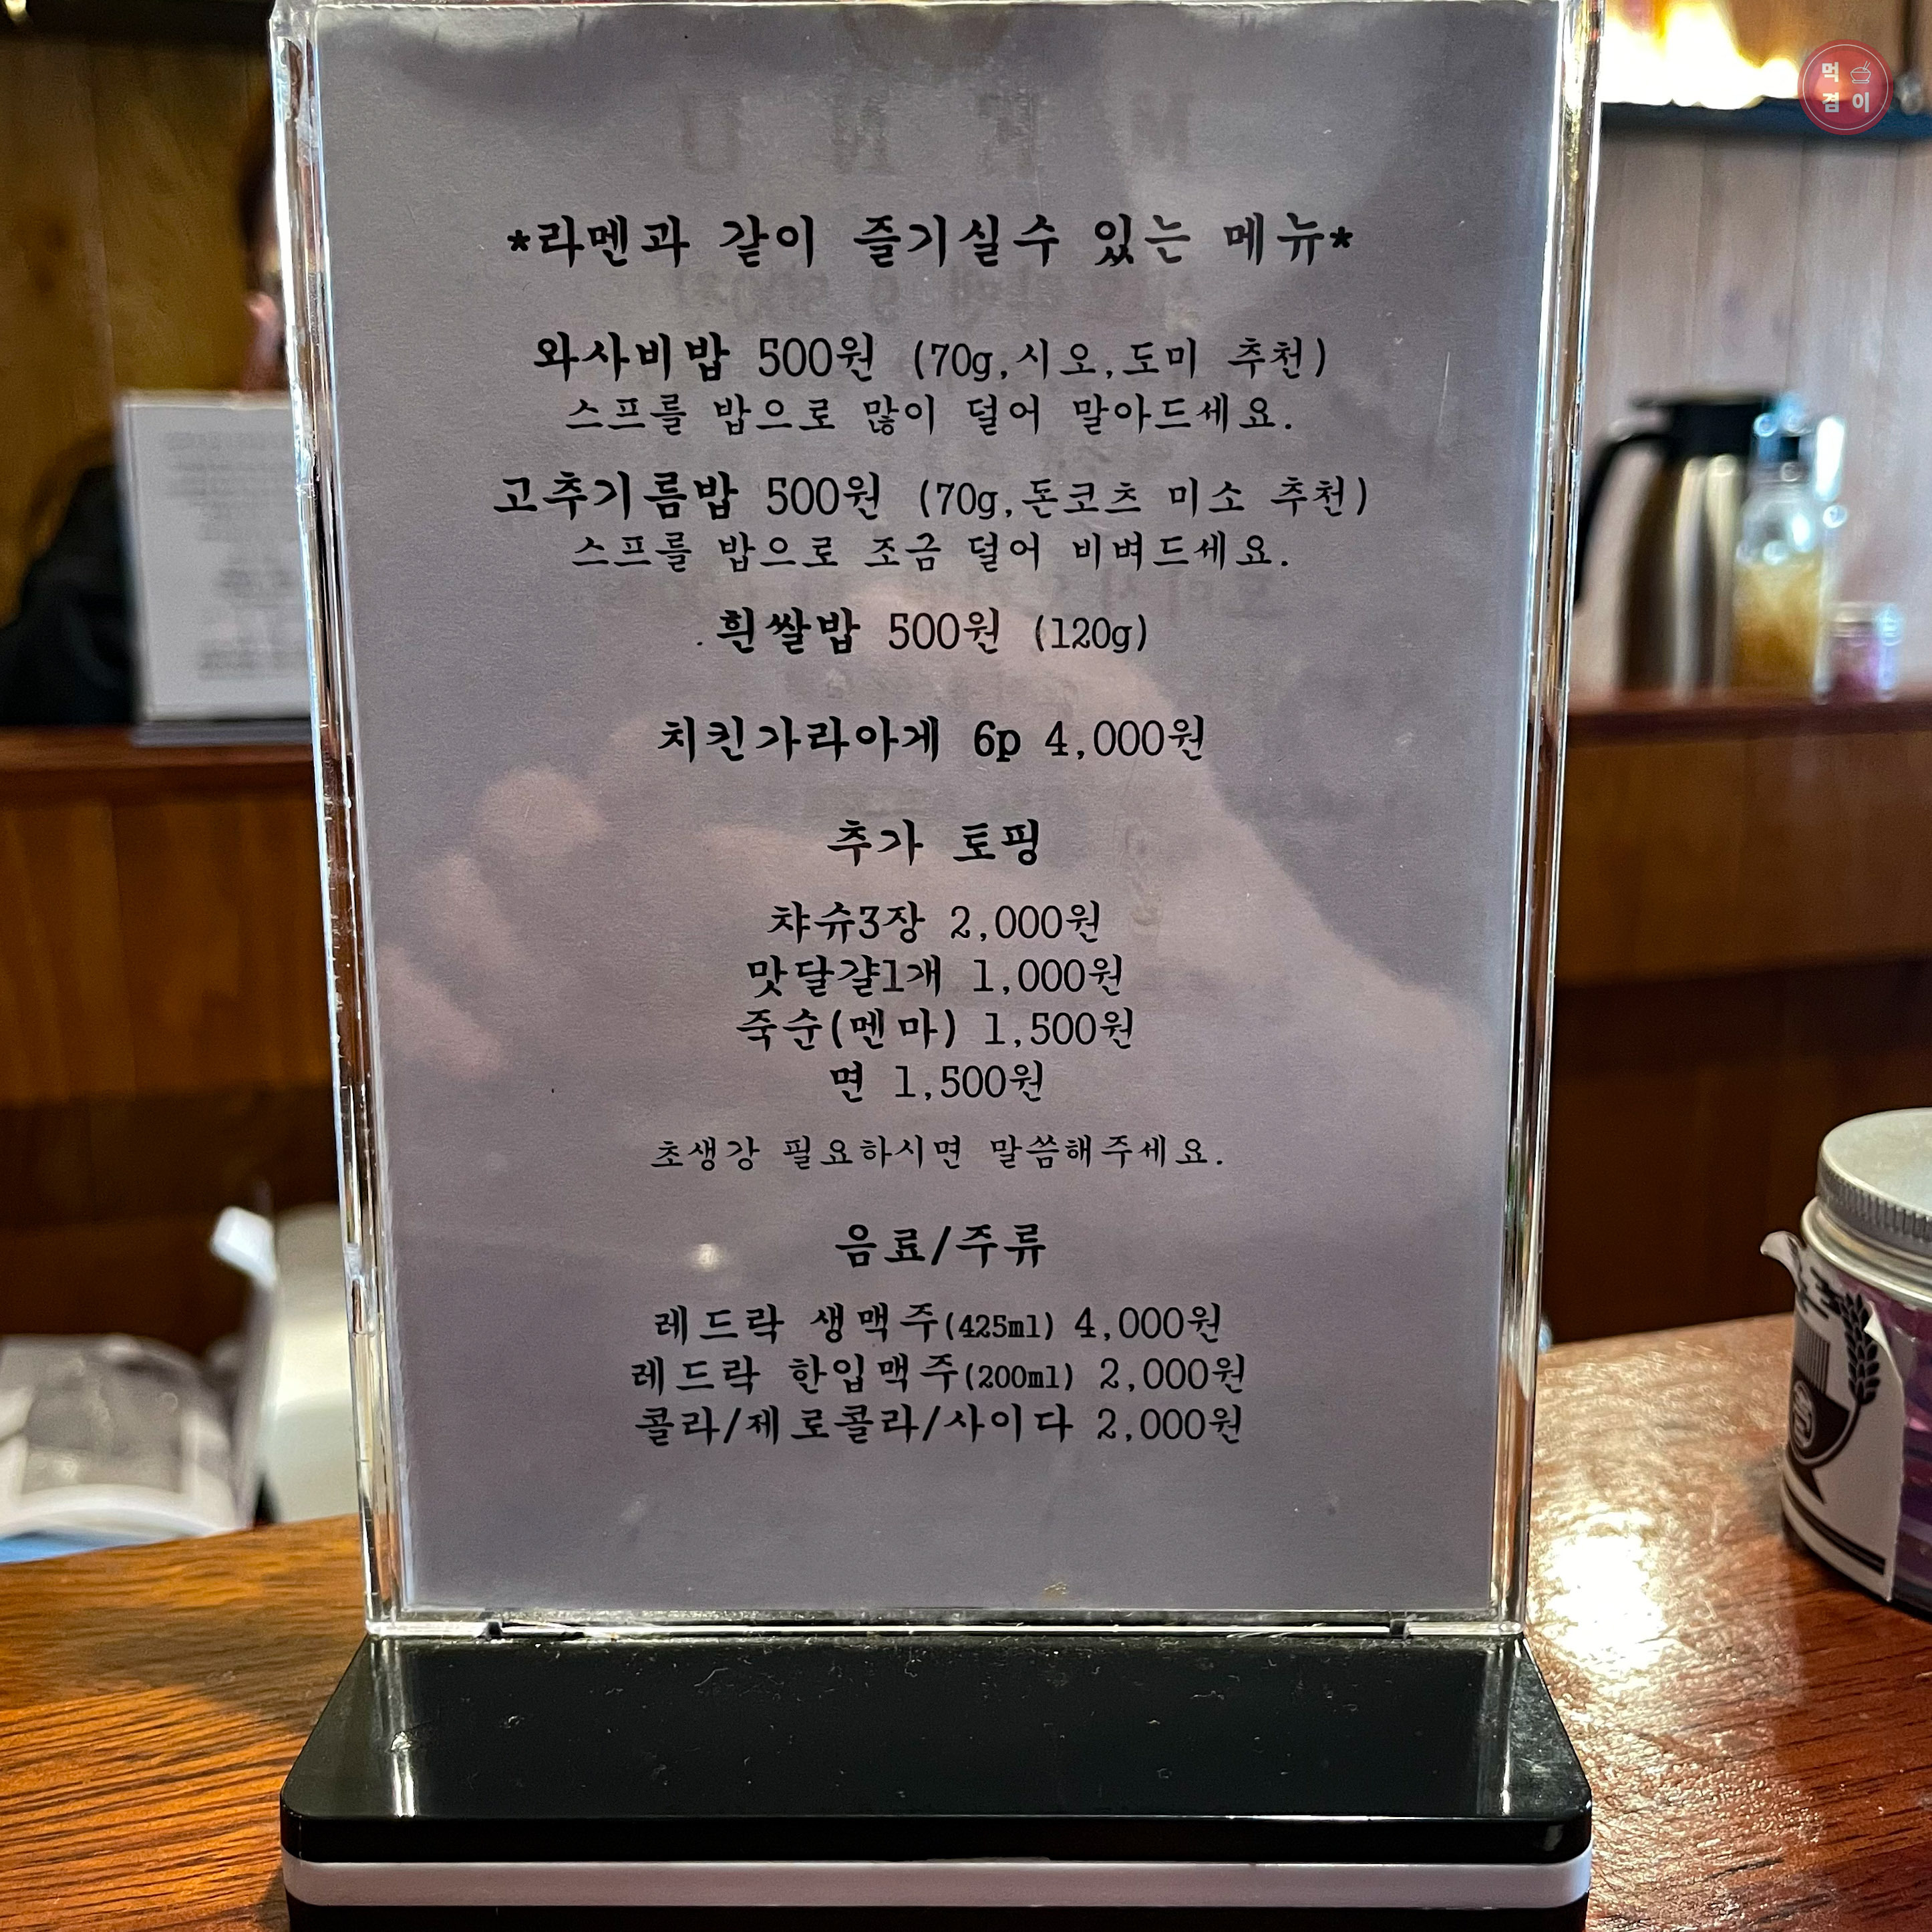 먹
겸이
*라멘과 같이 즐기실수 있는 메뉴*
와사비밥 500원 (70g,시오,도미 추천)
스프를 밥으로 많이 덜어 말아드세요.
고추기름밥 500원 (70g,돈코츠 미소 추천)
스프를 밥으로 조금 덜어 비벼드세요.
흰쌀밥 500원 (120g)
치킨가라아게 6p 4,000원
추가 토핑
챠슈3장 2,000원
맛달걀1개 1,000원
죽순(멘마) 1,500원
면 1,500원
초생강 필요하시면 말씀해주세요.
음료/주류
레드락 생맥주(425ml) 4,000원
레드락 한입맥주(200ml) 2,000원
콜라/제로콜라/사이다 2,000원